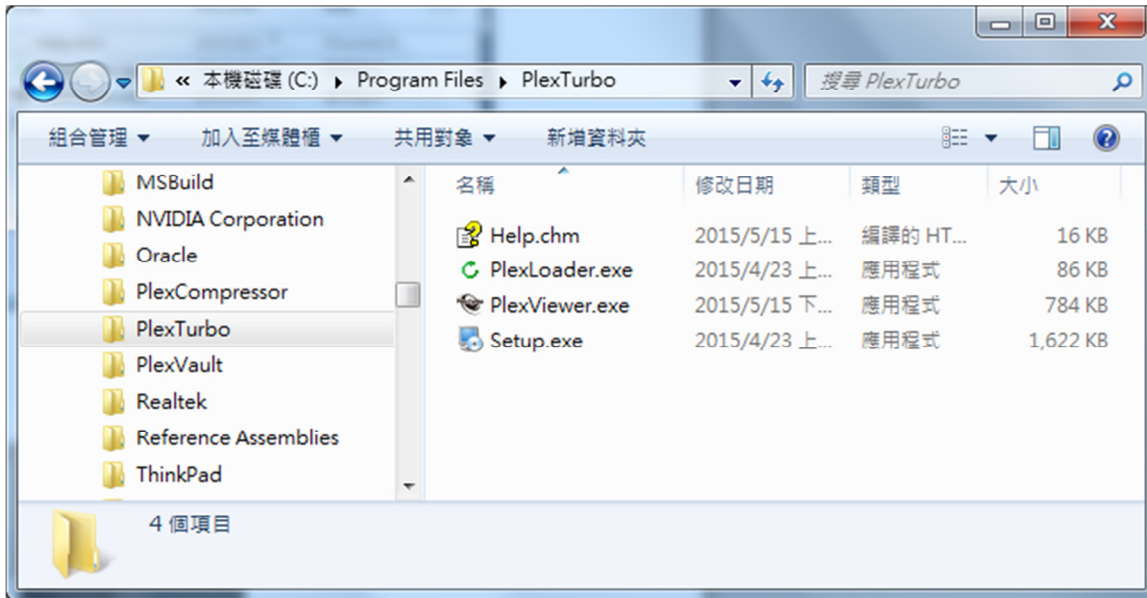 « 本機磁碟 (C:) ▸ Program Files ▸ PlexTurbo
搜尋 PlexTurbo
組合管理 加入至媒體櫃 共用對象 新增資料夾
MSBuild
NVIDIA Corporation
Oracle
PlexCompressor
PlexTurbo
PlexVault
Realtek
Reference Assemblies
ThinkPad
名稱 修改日期 類型 大小
Help.chm 2015/5/15 上... 編譯的 HT... 16 KB
PlexLoader.exe 2015/4/23 上... 應用程式 86 KB
PlexViewer.exe 2015/5/15 下... 應用程式 784 KB
Setup.exe 2015/4/23 上... 應用程式 1,622 KB
4 個項目